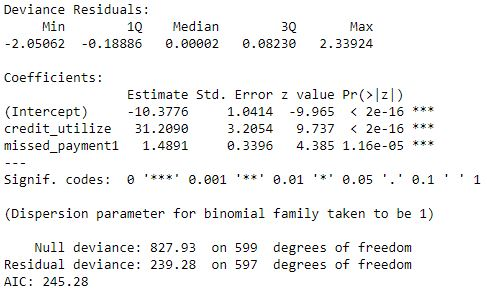 Deviance Residuals:
     Min        1Q    Median        3Q       Max
-2.05062  -0.18886   0.00002   0.08230   2.33924

Coefficients:
                Estimate Std. Error z value Pr(>|z|)
(Intercept)     -10.3776     1.0414  -9.965  < 2e-16 ***
credit_utilize   31.2090     3.2054   9.737  < 2e-16 ***
missed_payment1   1.4891     0.3396   4.385 1.16e-05 ***
---
Signif. codes:  0 '***' 0.001 '**' 0.01 '*' 0.05 '.' 0.1 ' ' 1

(Dispersion parameter for binomial family taken to be 1)

    Null deviance: 827.93  on 599  degrees of freedom
Residual deviance: 239.28  on 597  degrees of freedom
AIC: 245.28